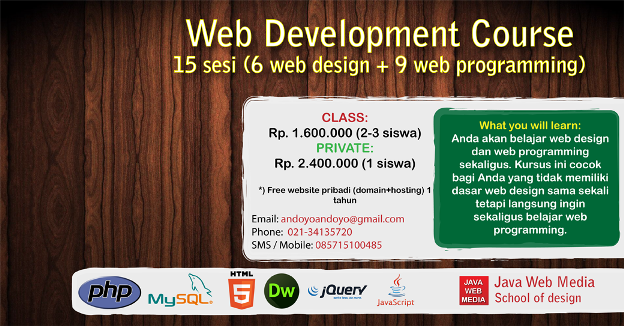 Web Development Course
15 sesi (6 web design + 9 web programming)
CLASS:
Rp. 1.600.000 (2-3 siswa)
PRIVATE:
Rp. 2.400.000 (1 siswa)
*) Free website pribadi (domain+hosting) 1
tahun
Email: andoyoandoyo@gmail.com
Phone: 021-34135720
SMS / Mobile: 085715100485
What you will learn:
Anda akan belajar web design
dan web programming
sekaligus. Kursus ini cocok
bagi Anda yang tidak memiliki
dasar web design sama sekali
tetapi langsung ingin
sekaligus belajar web
programming.
php
MySQL
HTML
5
Dw
jQuery
JavaScript
JAVA
WEB
MEDIA
Java Web Media
School of design